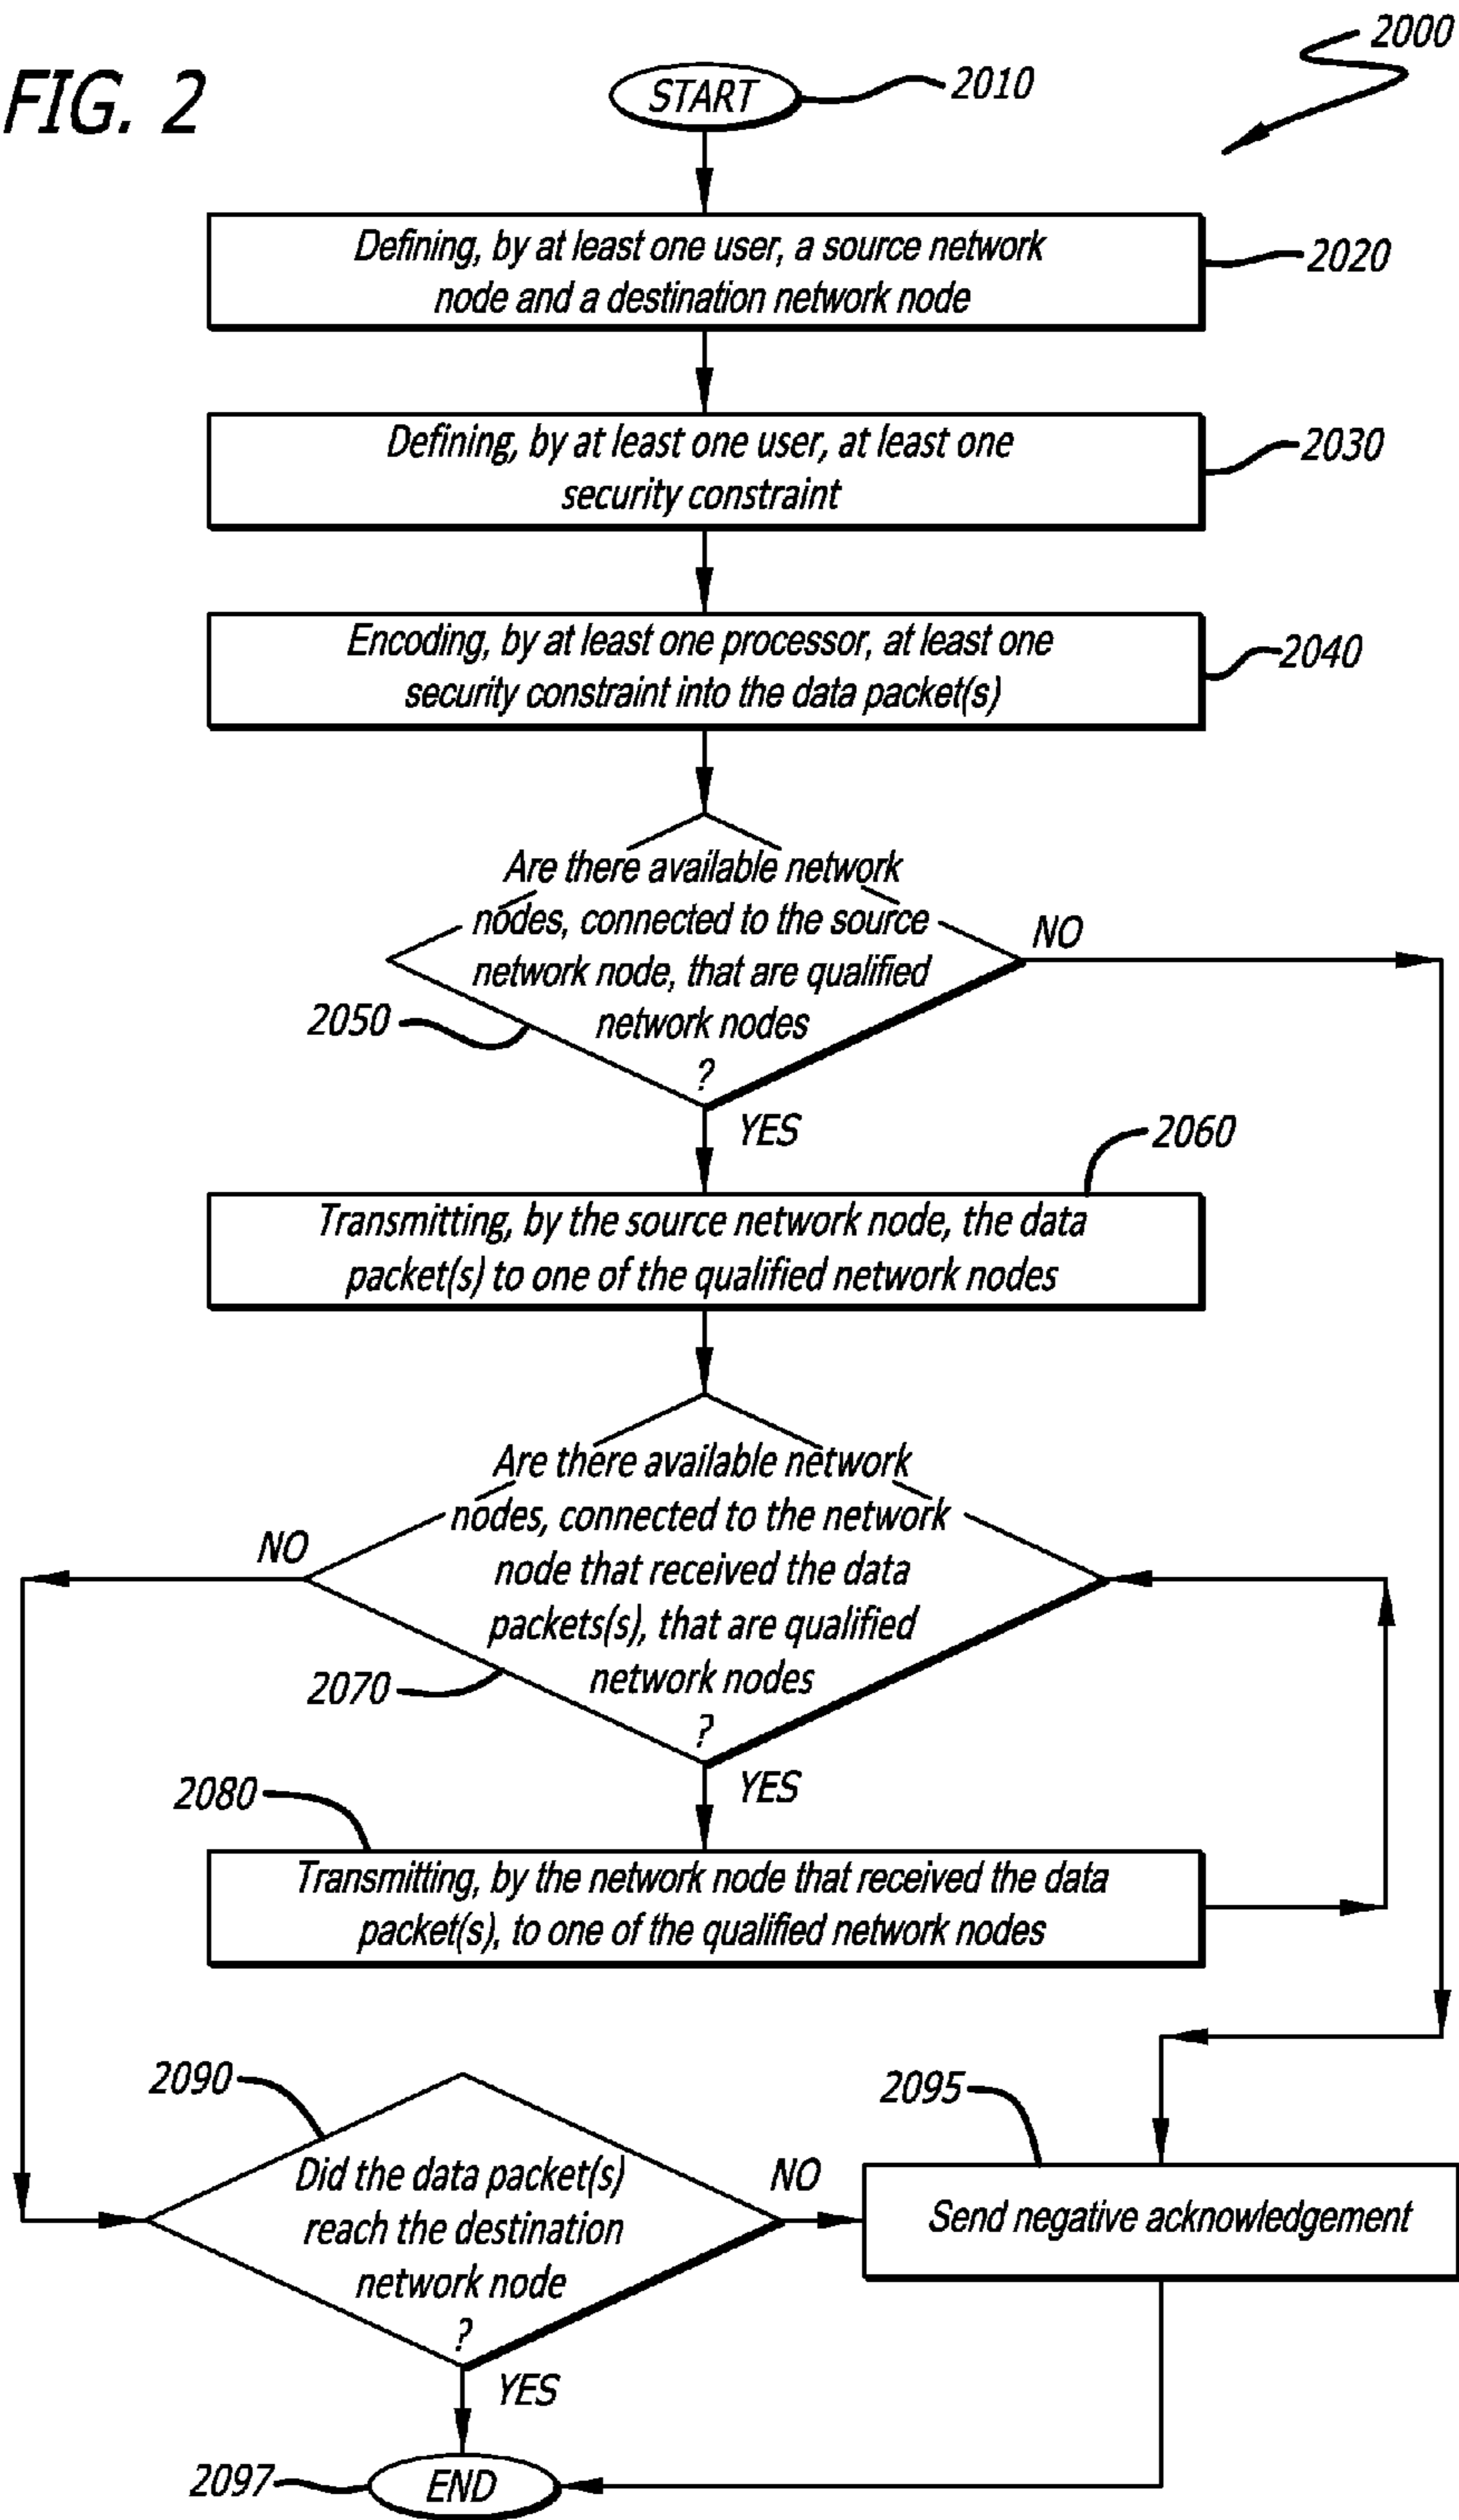 FIG. 2
2000
START
2010
Defining, by at least one user, a source network
node and a destination network node
2020
Defining, by at least one user, at least one
security constraint
2030
Encoding, by at least one processor, at least one
security constraint into the data packet(s)
2040
Are there available network
nodes, connected to the source
network node, that are qualified
network nodes
?
NO
2050
YES
2060
Transmitting, by the source network node, the data
packet(s) to one of the qualified network nodes
Are there available network
nodes, connected to the network
node that received the data
packets(s), that are qualified
network nodes
?
NO
2070
YES
2080
Transmitting, by the network node that received the data
packet(s), to one of the qualified network nodes
2090
Did the data packet(s)
reach the destination
network node
?
NO
2095
Send negative acknowledgement
YES
2097
END